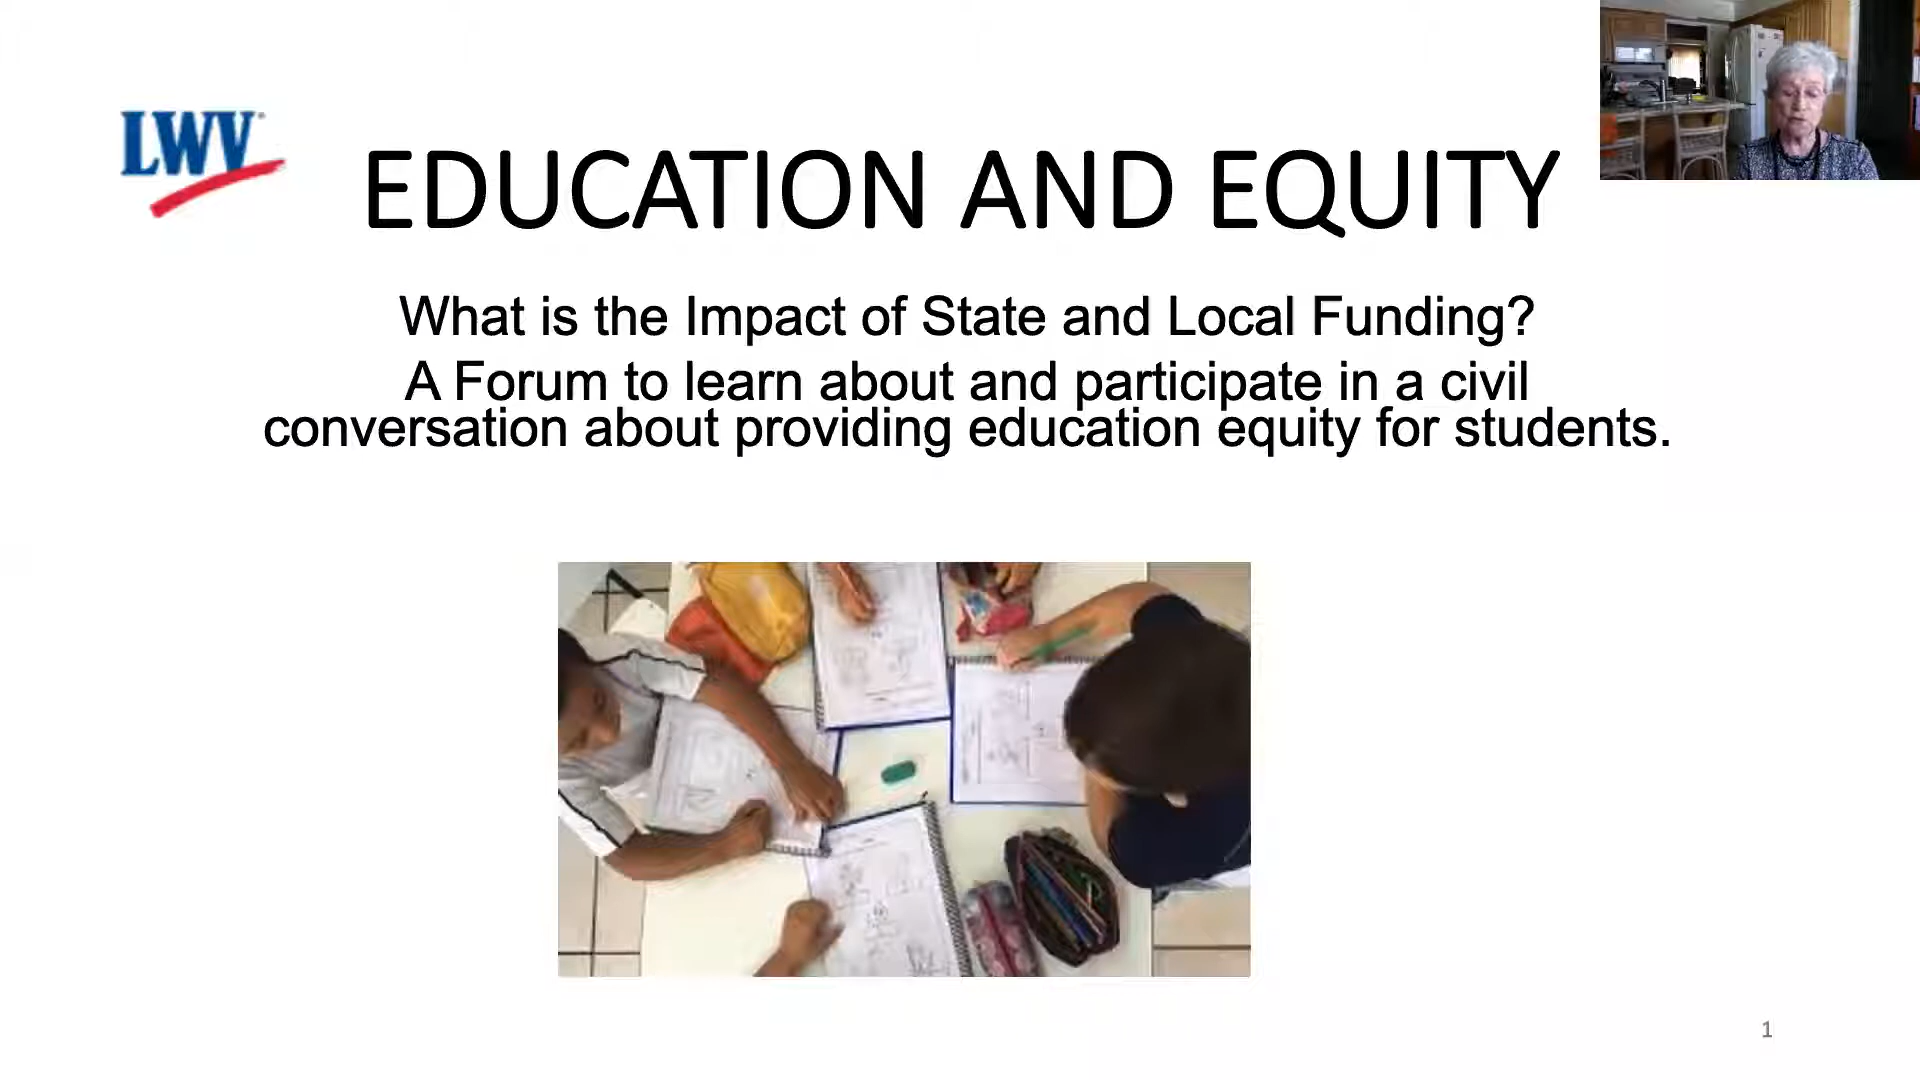 LWV
EDUCATION AND EQUITY
What is the Impact of State and Local Funding?
A Forum to learn about and participate in a civil
conversation about providing education equity for students.
1